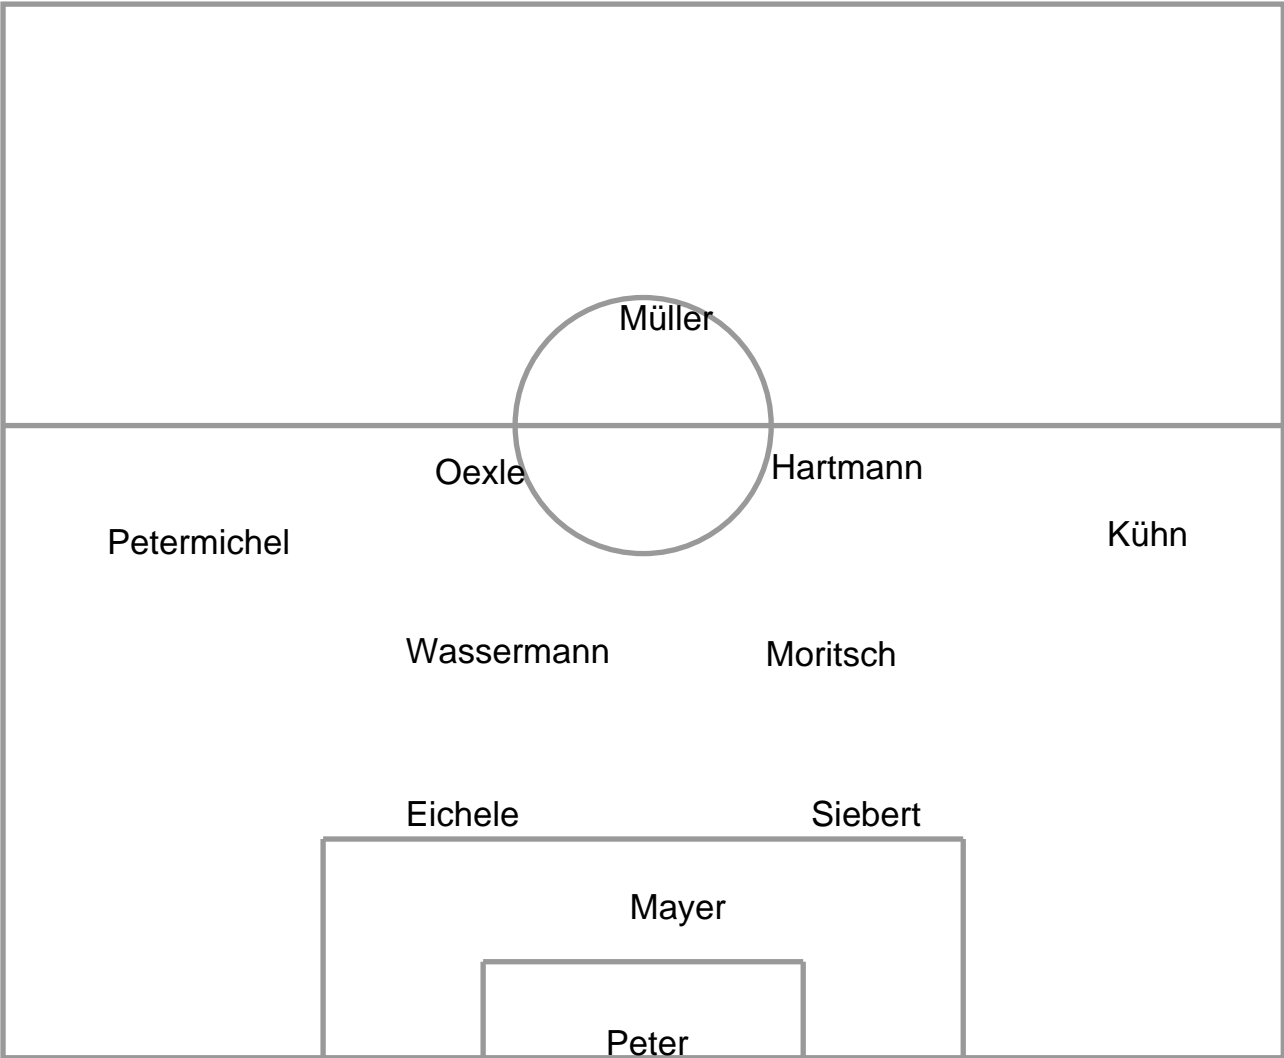 Müller
Oexle
Hartmann
Petermichel
Kühn
Wassermann
Moritsch
Eichele
Siebert
Mayer
Peter